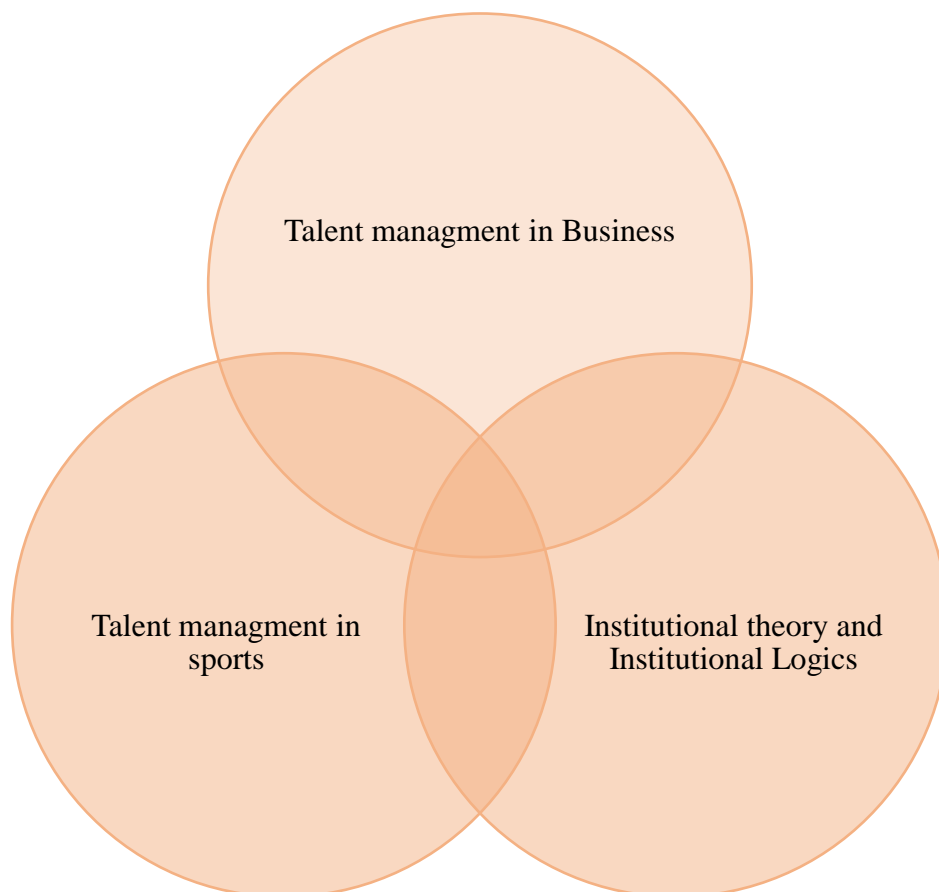 Talent managment in Business
Talent managment in
sports
Institutional theory and
Institutional Logics